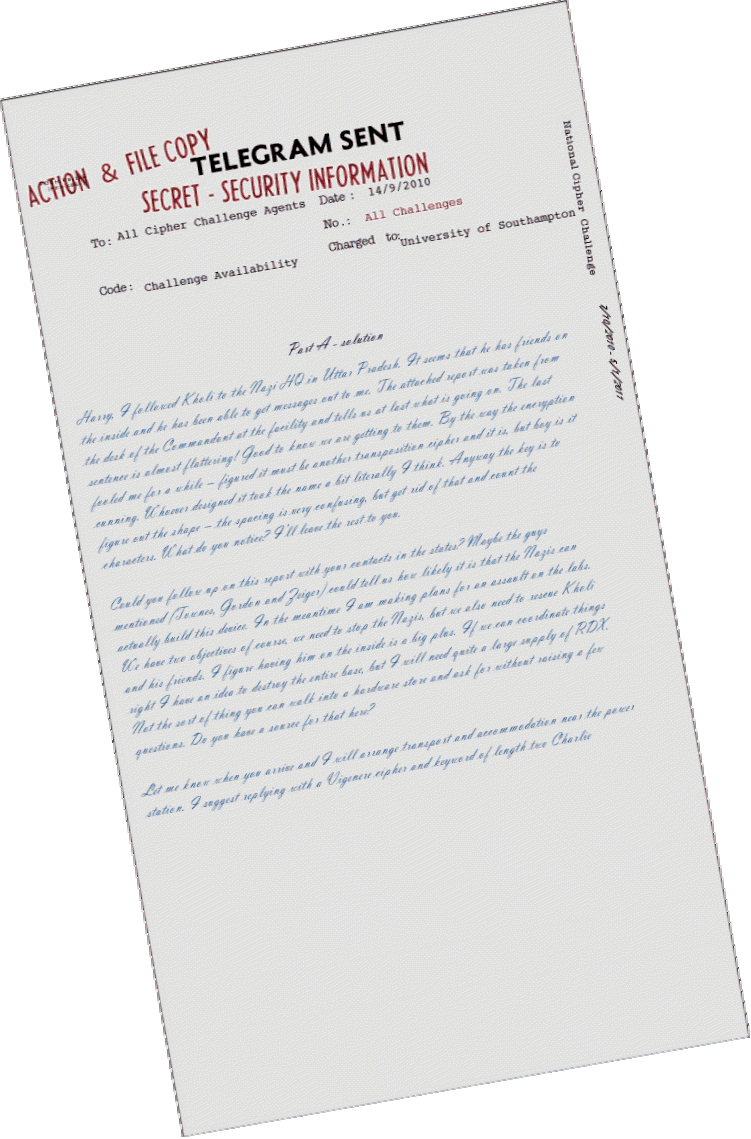 ACTION & FILE COPY
TELEGRAM SENT
SECRET - SECURITY INFORMATION
To: All Cipher Challenge Agents Date: 14/9/2010
No.: All Challenges
Code: Challenge Availability Charged to: University of Southampton
National Cipher Challenge 2/10/2010 - 5/1/2011
Part A - solution
Harry, I followed Kholi to the Nazi HQ in Uttar Pradesh. It seems that he has friends on
the inside and he has been able to get messages out to me. The attached report was taken from
the desk of the Commandant at the facility and tells us at last what is going on. The last
sentence is almost flattering! Good to know we are getting to them. By the way the encryption
fooled me for a while – figured it must be another transposition cipher and it is, but boy is it
cunning. Whoever designed it took the name a bit literally I think. Anyway the key is to
figure out the shape – the spacing is very confusing, but get rid of that and count the
characters. What do you notice? I'll leave the rest to you.
Could you follow up on this report with your contacts in the states? Maybe the guys
mentioned (Townes, Gordon and Zeiger) could tell us how likely it is that the Nazis can
actually build this device. In the meantime I am making plans for an assault on the labs.
We have two objectives of course, we need to stop the Nazis, but we also need to rescue Kholi
and his friends. I figure having him on the inside is a big plus. If we can coordinate things
right I have an idea to destroy the entire base, but I will need quite a large supply of RDX.
Not the sort of thing you can walk into a hardware store and ask for without raising a few
questions. Do you have a source for that here?
Let me know when you arrive and I will arrange transport and accommodation near the power
station. I suggest replying with a Vigenere cipher and keyword of length two Charlie